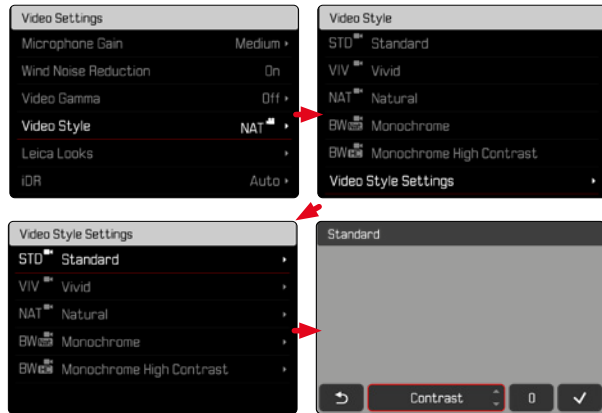 Video Settings
Microphone Gain Medium
Wind Noise Reduction On
Video Gamma Off
Video Style NAT
Leica Looks
iDR Auto
Video Style
STD Standard
VIV Vivid
NAT Natural
BW Monochrome
BW Monochrome High Contrast
Video Style Settings
Video Style Settings
STD Standard
VIV Vivid
NAT Natural
BW Monochrome
BW Monochrome High Contrast
Standard
Contrast 0